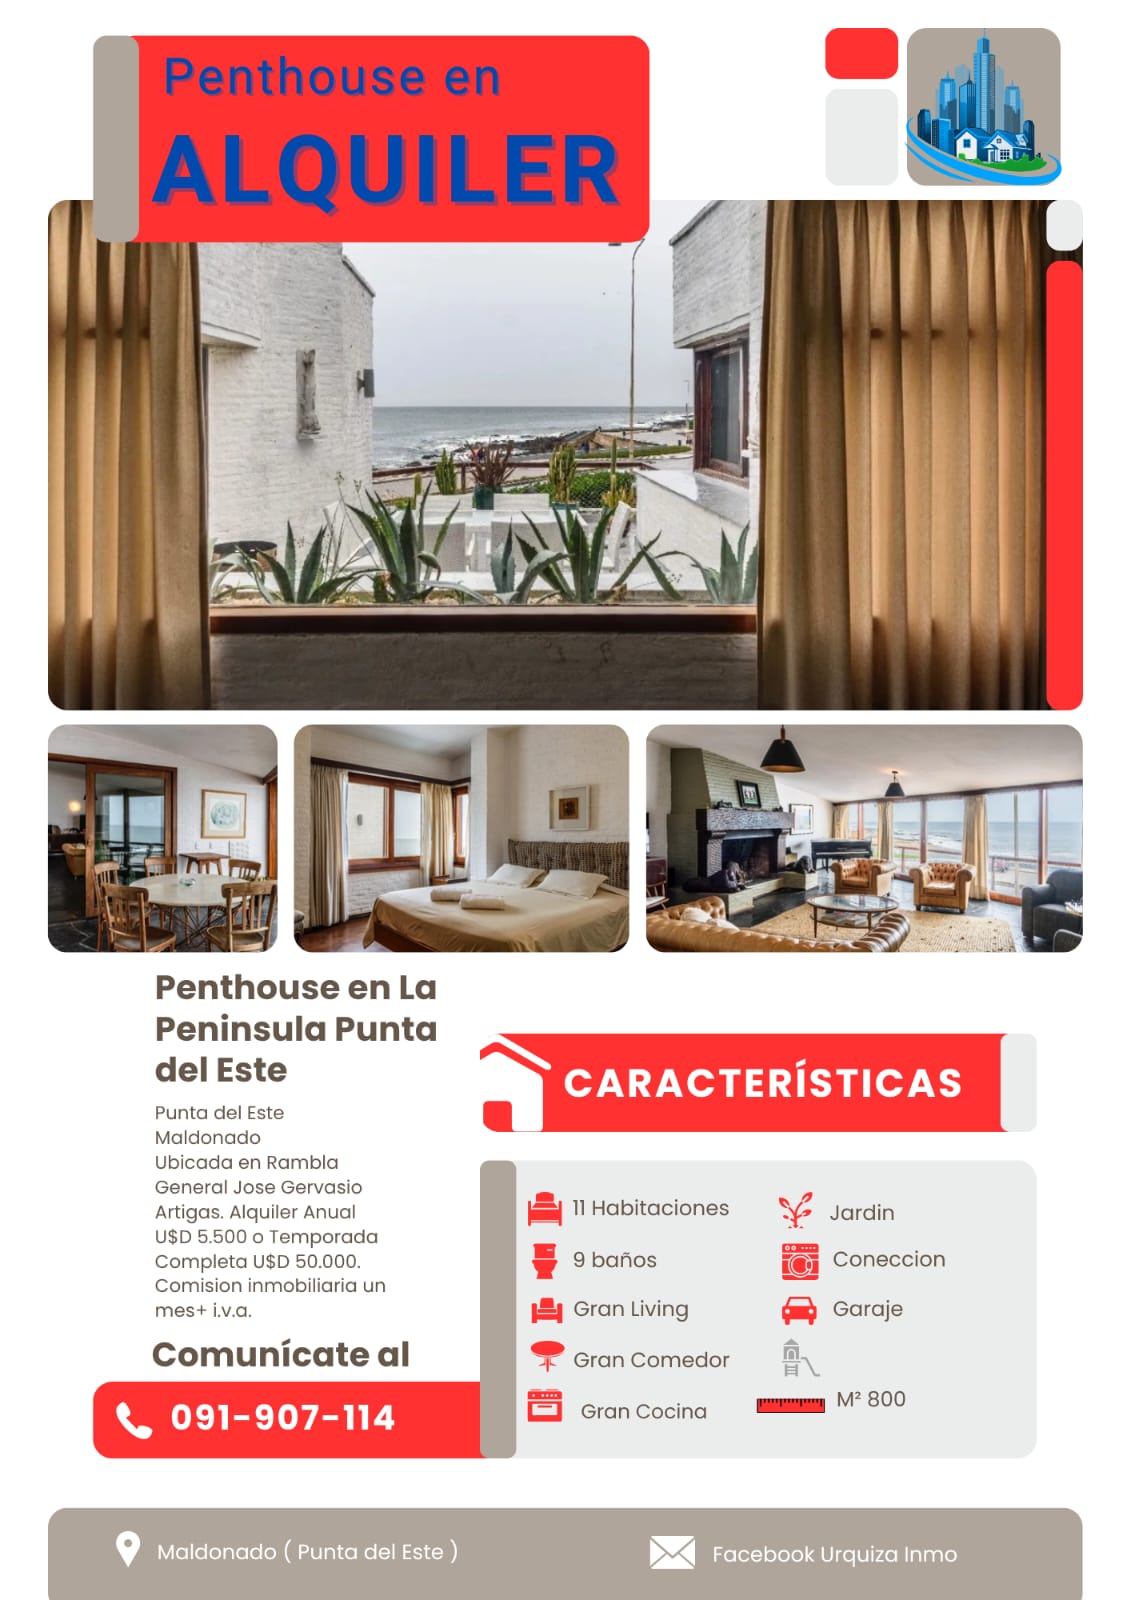 Penthouse en
ALQUILER
Penthouse en La
Peninsula Punta
del Este
Punta del Este
Maldonado
Ubicada en Rambla
General Jose Gervasio
Artigas. Alquiler Anual
U$D 5.500 o Temporada
Completa U$D 50.000.
Comision inmobiliaria un
mes+ i.v.a.
Comunícate al
091-907-114
CARACTERÍSTICAS
11 Habitaciones
9 baños
Gran Living
Gran Comedor
Gran Cocina
Jardin
Coneccion
Garaje
M² 800
Maldonado ( Punta del Este )
Facebook Urquiza Inmo